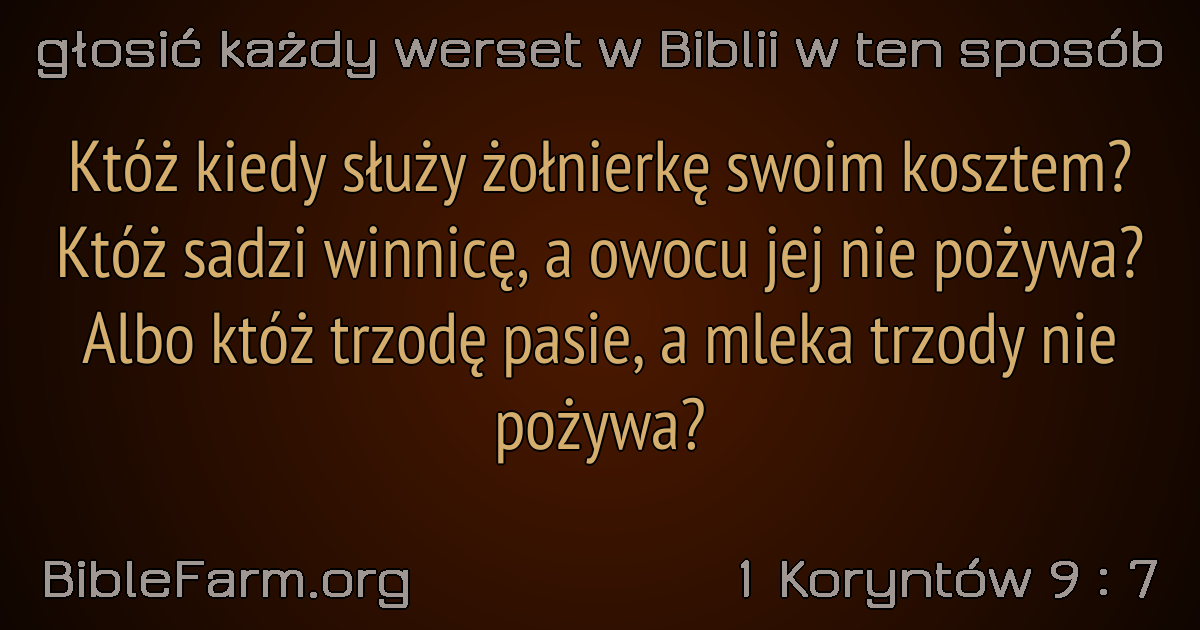 głosić każdy werset w Biblii w ten sposób
Któż kiedy służy żołnierkę swoim kosztem?
Któż sadzi winnicę, a owocu jej nie pożywa?
Albo któż trzodę pasie, a mleka trzody nie
pożywa?
BibleFarm.org
1 Koryntów 9 : 7